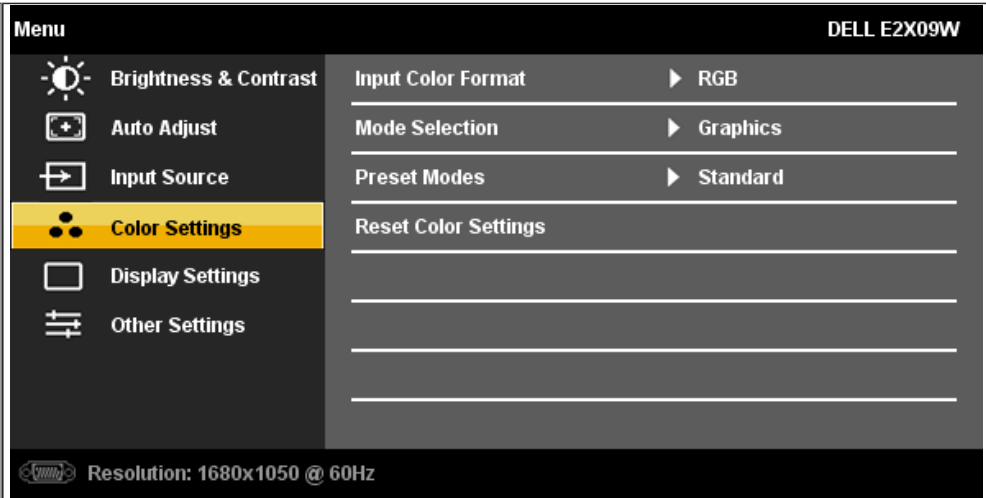 Menu DELL E2X09W
Brightness & Contrast Input Color Format RGB
Auto Adjust Mode Selection Graphics
Input Source Preset Modes Standard
Color Settings Reset Color Settings
Display Settings
Other Settings
Resolution: 1680x1050 @ 60Hz